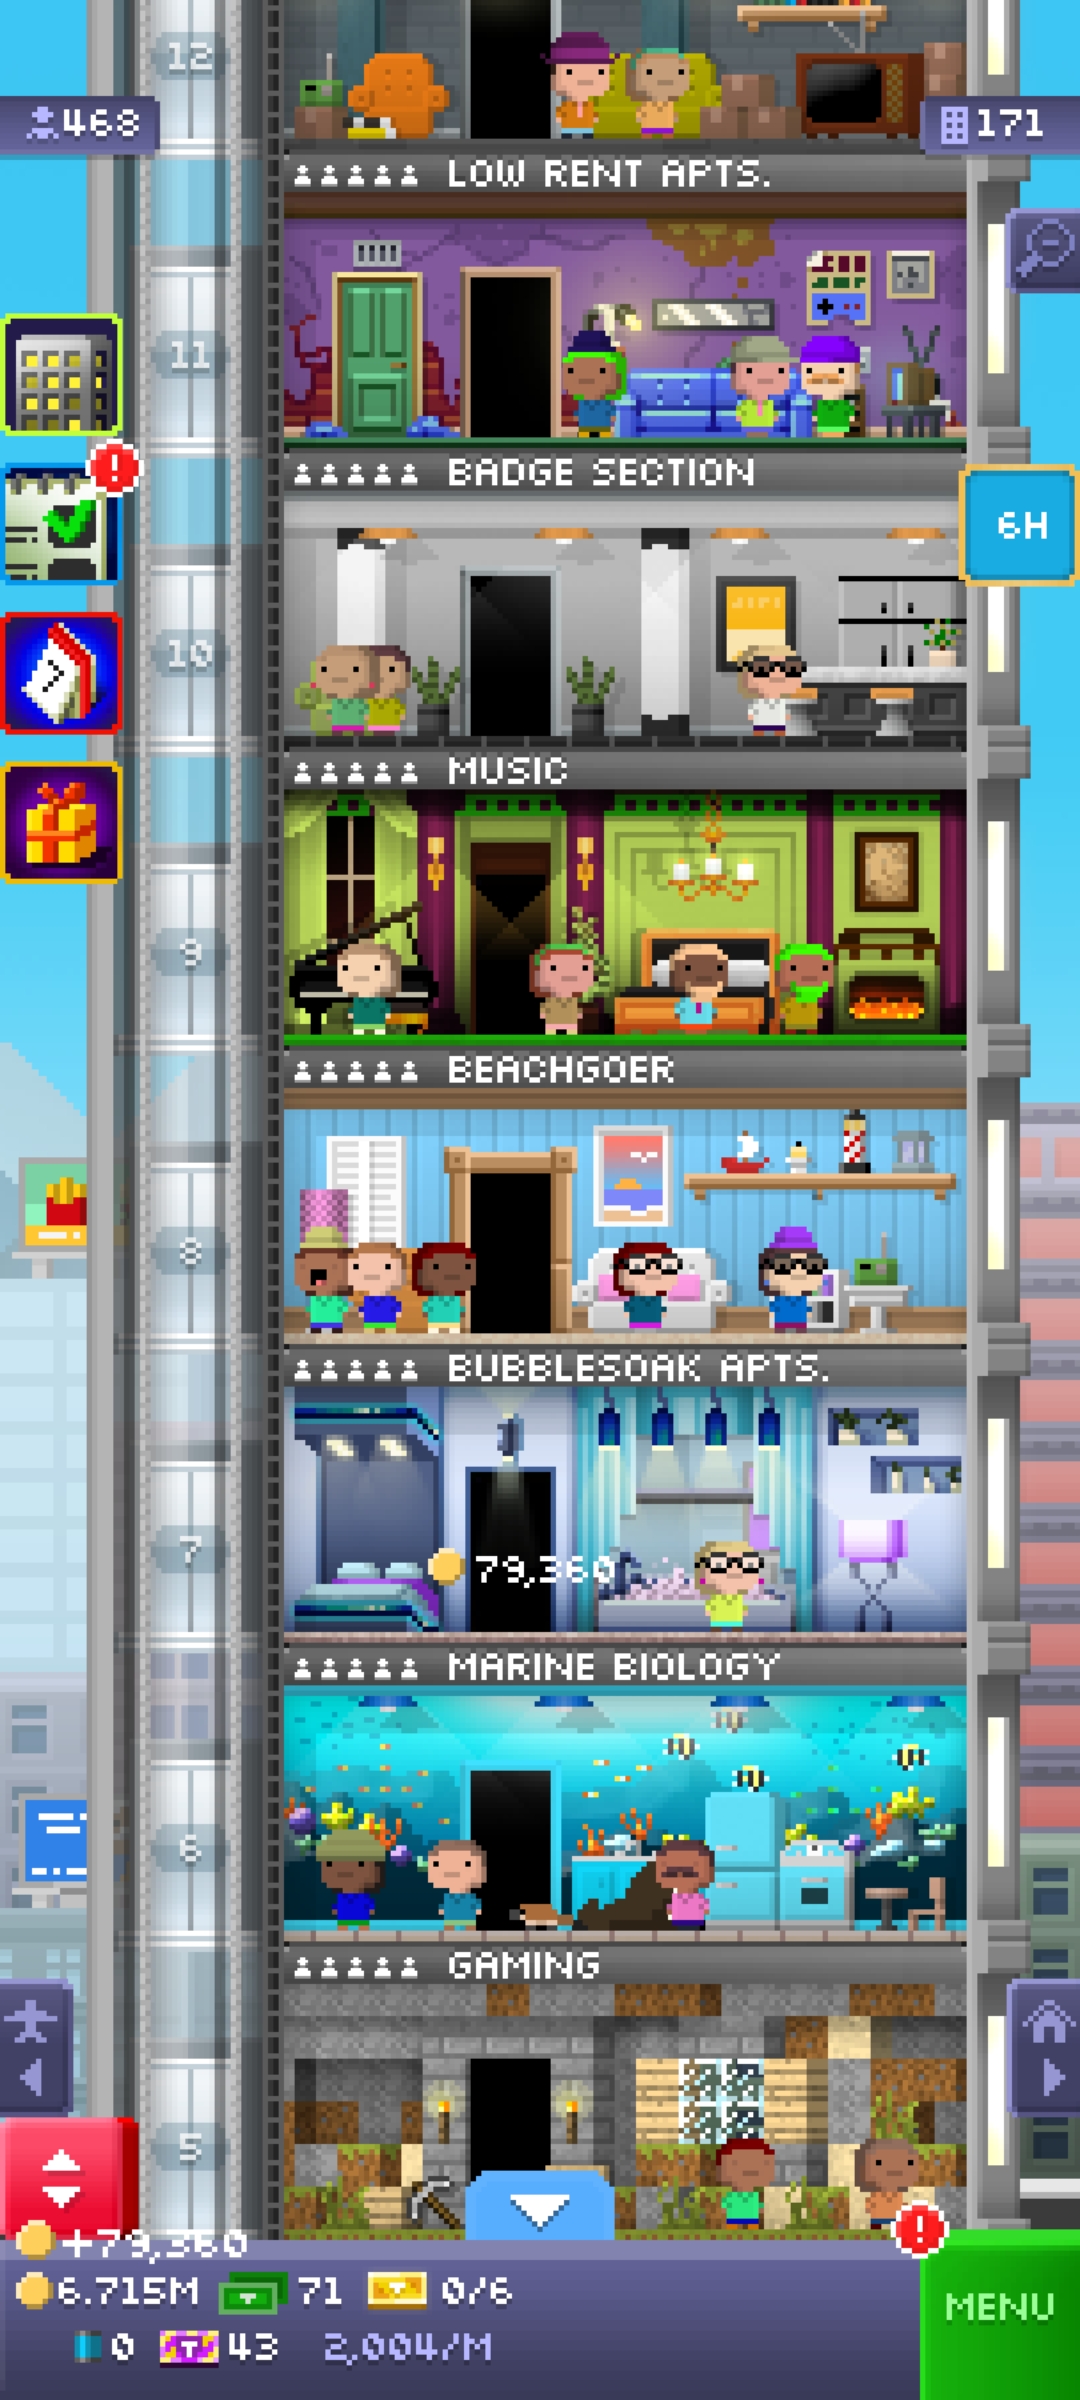 12
468
171
LOW RENT APTS.
11
BADGE SECTION
6H
10
7
MUSIC
9
BEACHGOER
8
BUBBLESOAK APTS.
7
79,360
MARINE BIOLOGY
6
GAMING
5
+79,360
6.715M 71 0/6
MENU
0 T 43 2,004/M